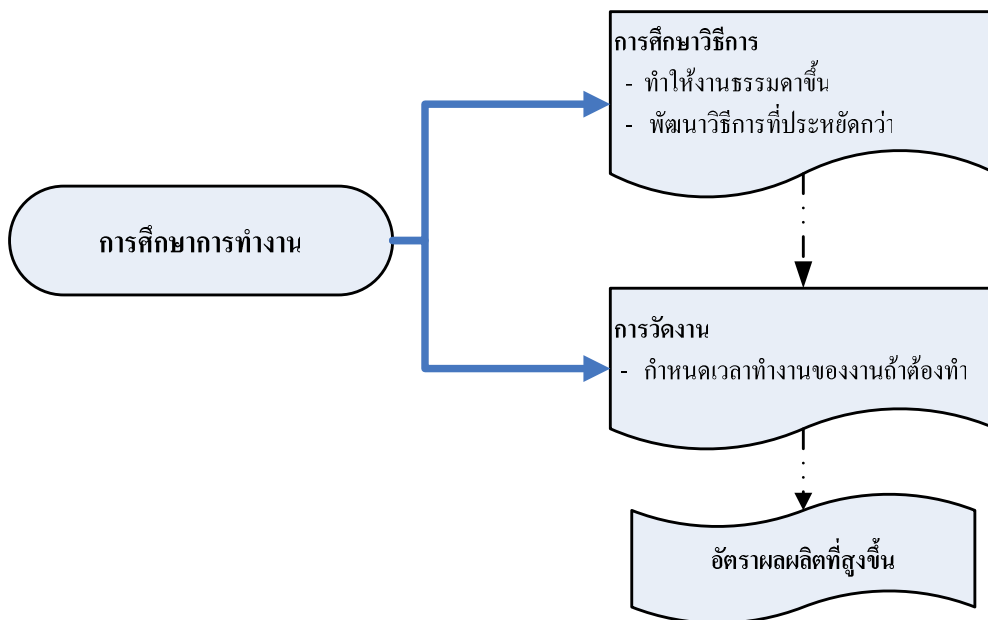 การศึกษาวิธีการ
- ทำให้งานธรรมดาขึ้น
- พัฒนาวิธีการที่ประหยัดกว่า
การศึกษาการทำงาน
การวัดงาน
- กำหนดเวลาทำงานของงานถ้าต้องทำ
อัตราผลผลิตที่สูงขึ้น